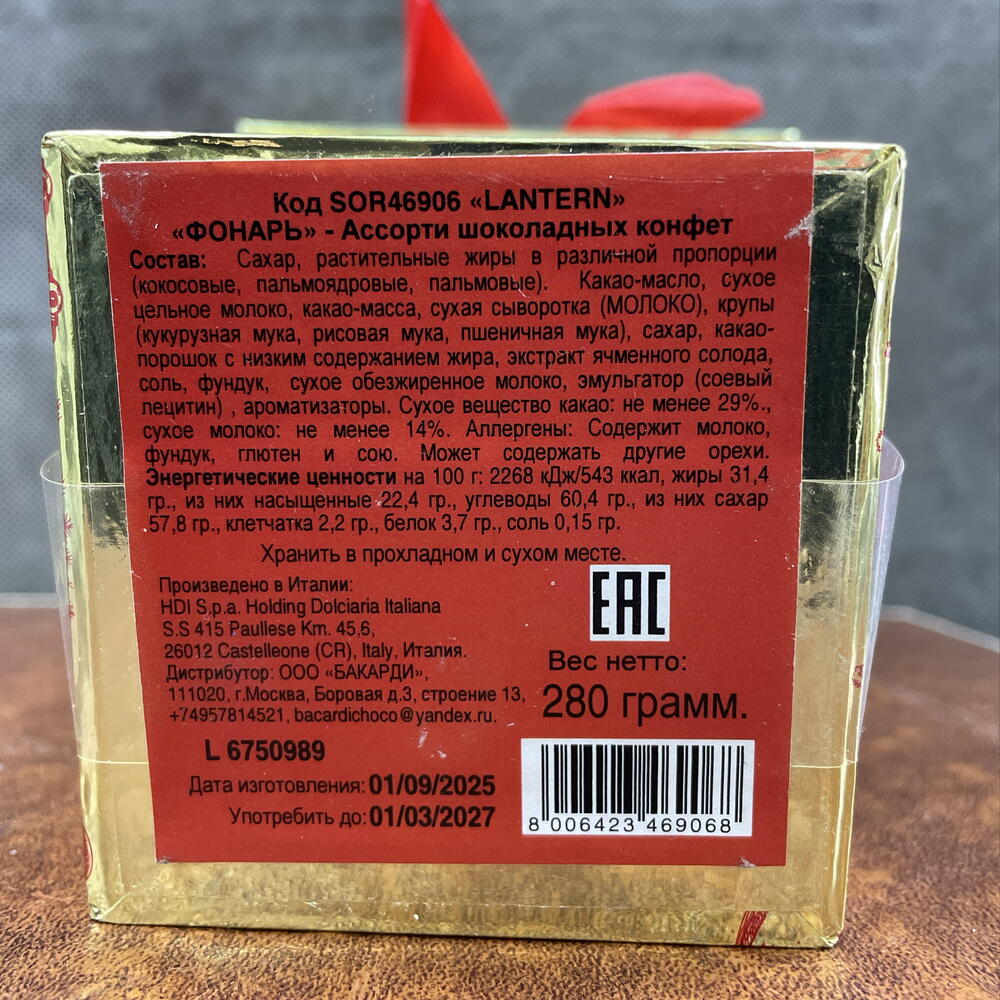 Код SOR46906 «LANTERN»
«ФОНАРЬ» - Ассорти шоколадных конфет
Состав: Сахар, растительные жиры в различной пропорции
(кокосовые, пальмоядровые, пальмовые). Какао-масло, сухое
цельное молоко, какао-масса, сухая сыворотка (МОЛОКО), крупы
(кукурузная мука, рисовая мука, пшеничная мука), сахар, какао-
порошок с низким содержанием жира, экстракт ячменного солода,
соль, фундук, сухое обезжиренное молоко, эмульгатор (соевый
лецитин) , ароматизаторы. Сухое вещество какао: не менее 29%.,
сухое молоко: не менее 14%. Аллергены: Содержит молоко,
фундук, глютен и сою. Может содержать другие орехи.
Энергетические ценности на 100 г: 2268 кДж/543 ккал, жиры 31,4
гр., из них насыщенные 22,4 гр., углеводы 60,4 гр., из них сахар
57,8 гр., клетчатка 2,2 гр., белок 3,7 гр., соль 0,15 гр.
Хранить в прохладном и сухом месте.
Произведено в Италии:
HDI S.p.a. Holding Dolciaria Italiana
S.S 415 Paullese Km. 45,6,
26012 Castelleone (CR), Italy, Италия.
Дистрибутор: ООО «БАКАРДИ»,
111020, г.Москва, Боровая д.3, строение 13,
+74957814521, bacardichoco@yandex.ru.
EAC
Вес нетто:
280 грамм.
L 6750989
Дата изготовления: 01/09/2025
Употребить до: 01/03/2027
8 006423 469068